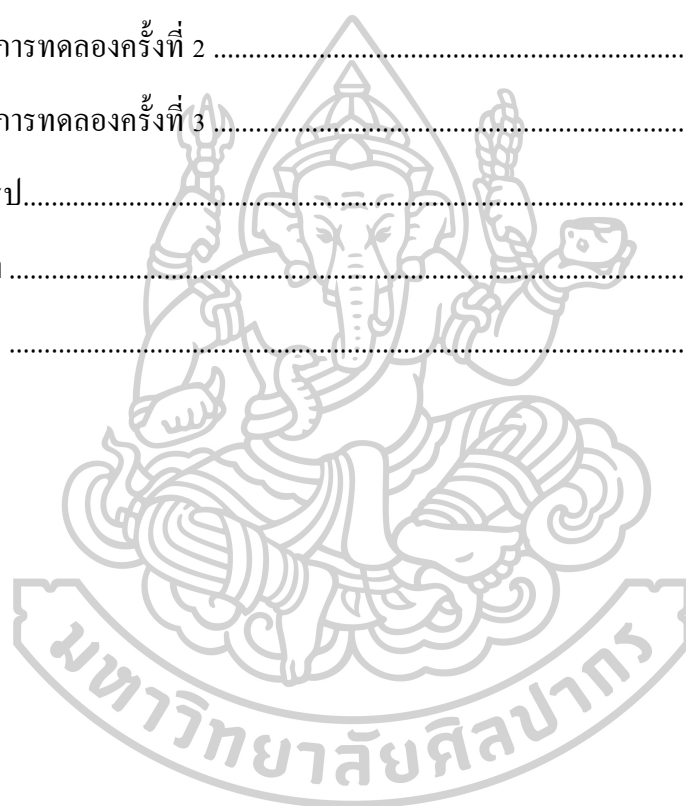 การทดลองครั้งที่ 2 ........................................................................
การทดลองครั้งที่ 3 ........................................................................
รูป........................................................................
........................................................................
........................................................................
มหาวิทยาลัยศิลปากร